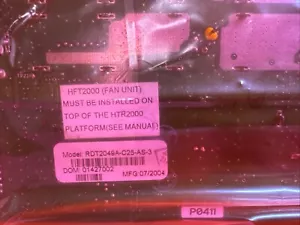 HFT2000 (FAN UNIT)
MUST BE INSTALLED ON
TOP OF THE HTR2000
PLATFORM(SEE MANUAL)
Model: RDT2049A-C25-AS-3
DOM: 01427002 MFG:07/2004
P0411